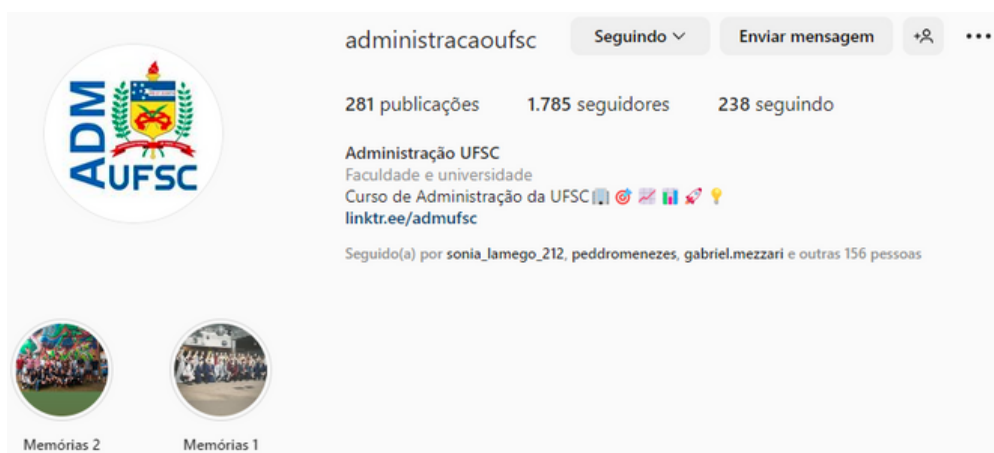 administracaoufsc Seguindo Enviar mensagem
281 publicações 1.785 seguidores 238 seguindo
ADM
UFSC
Administração UFSC
Faculdade e universidade
Curso de Administração da UFSC🏢🎯📈📊🚀💡
linktr.ee/admufsc
Seguido(a) por sonia_lamego_212, peddromenezes, gabriel.mezzari e outras 156 pessoas
Memórias 2 Memórias 1